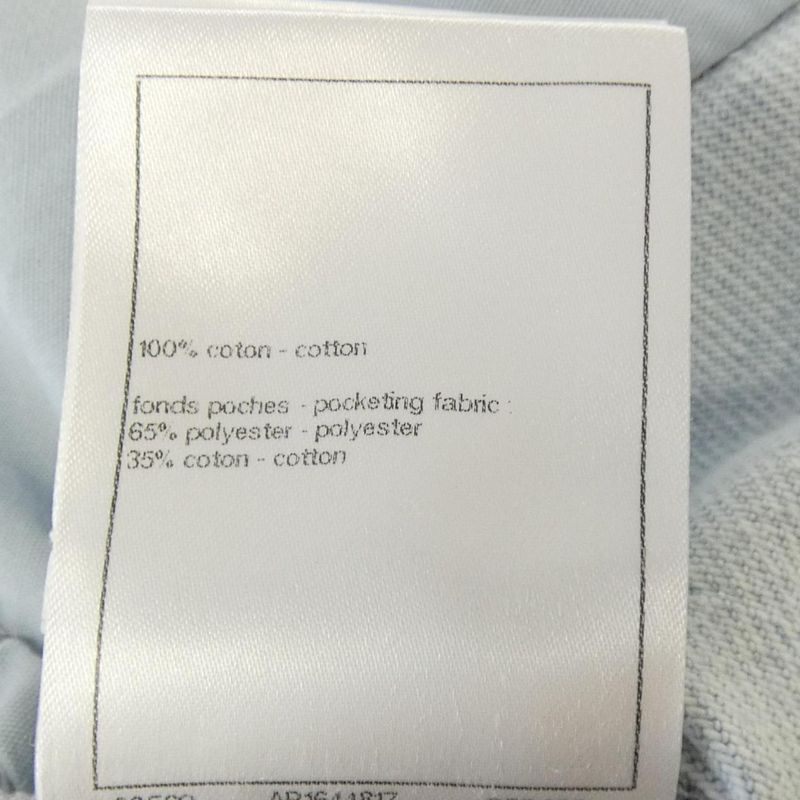 100% coton - cotton
fonds poches - pocketing fabric :
65% polyester - polyester
35% coton - cotton